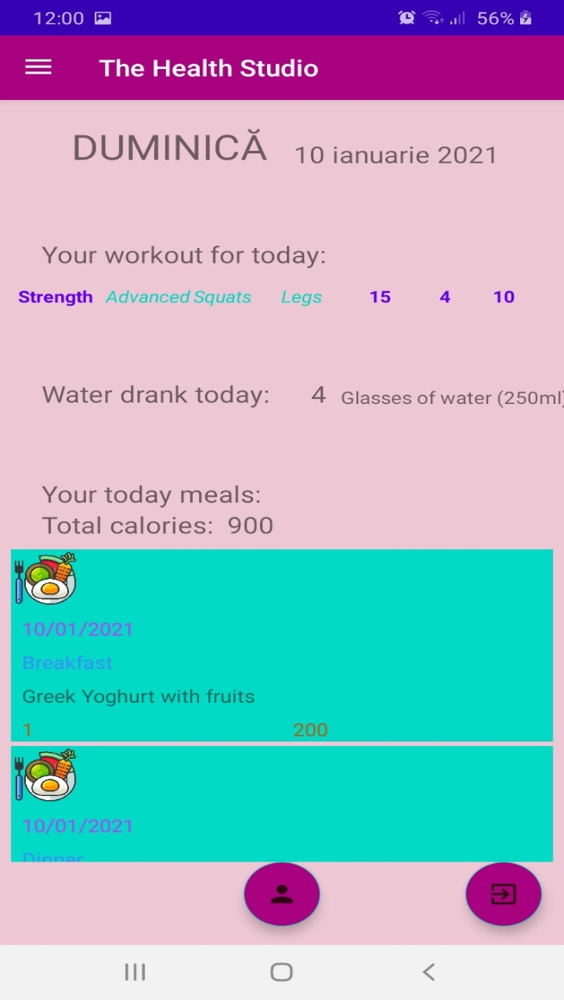 12:00 56%
The Health Studio
DUMINICĂ 10 ianuarie 2021
Your workout for today:
Strength Advanced Squats Legs 15 4 10
Water drank today: 4 Glasses of water (250ml)
Your today meals:
Total calories: 900
10/01/2021
Breakfast
Greek Yoghurt with fruits
1 200
10/01/2021
Dinner